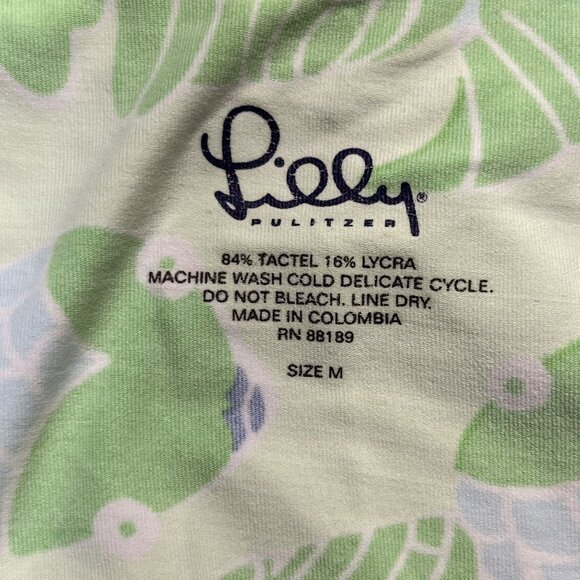 Lilly®
PULITZER
84% TACTEL 16% LYCRA
MACHINE WASH COLD DELICATE CYCLE.
DO NOT BLEACH. LINE DRY.
MADE IN COLOMBIA
RN 88189
SIZE M